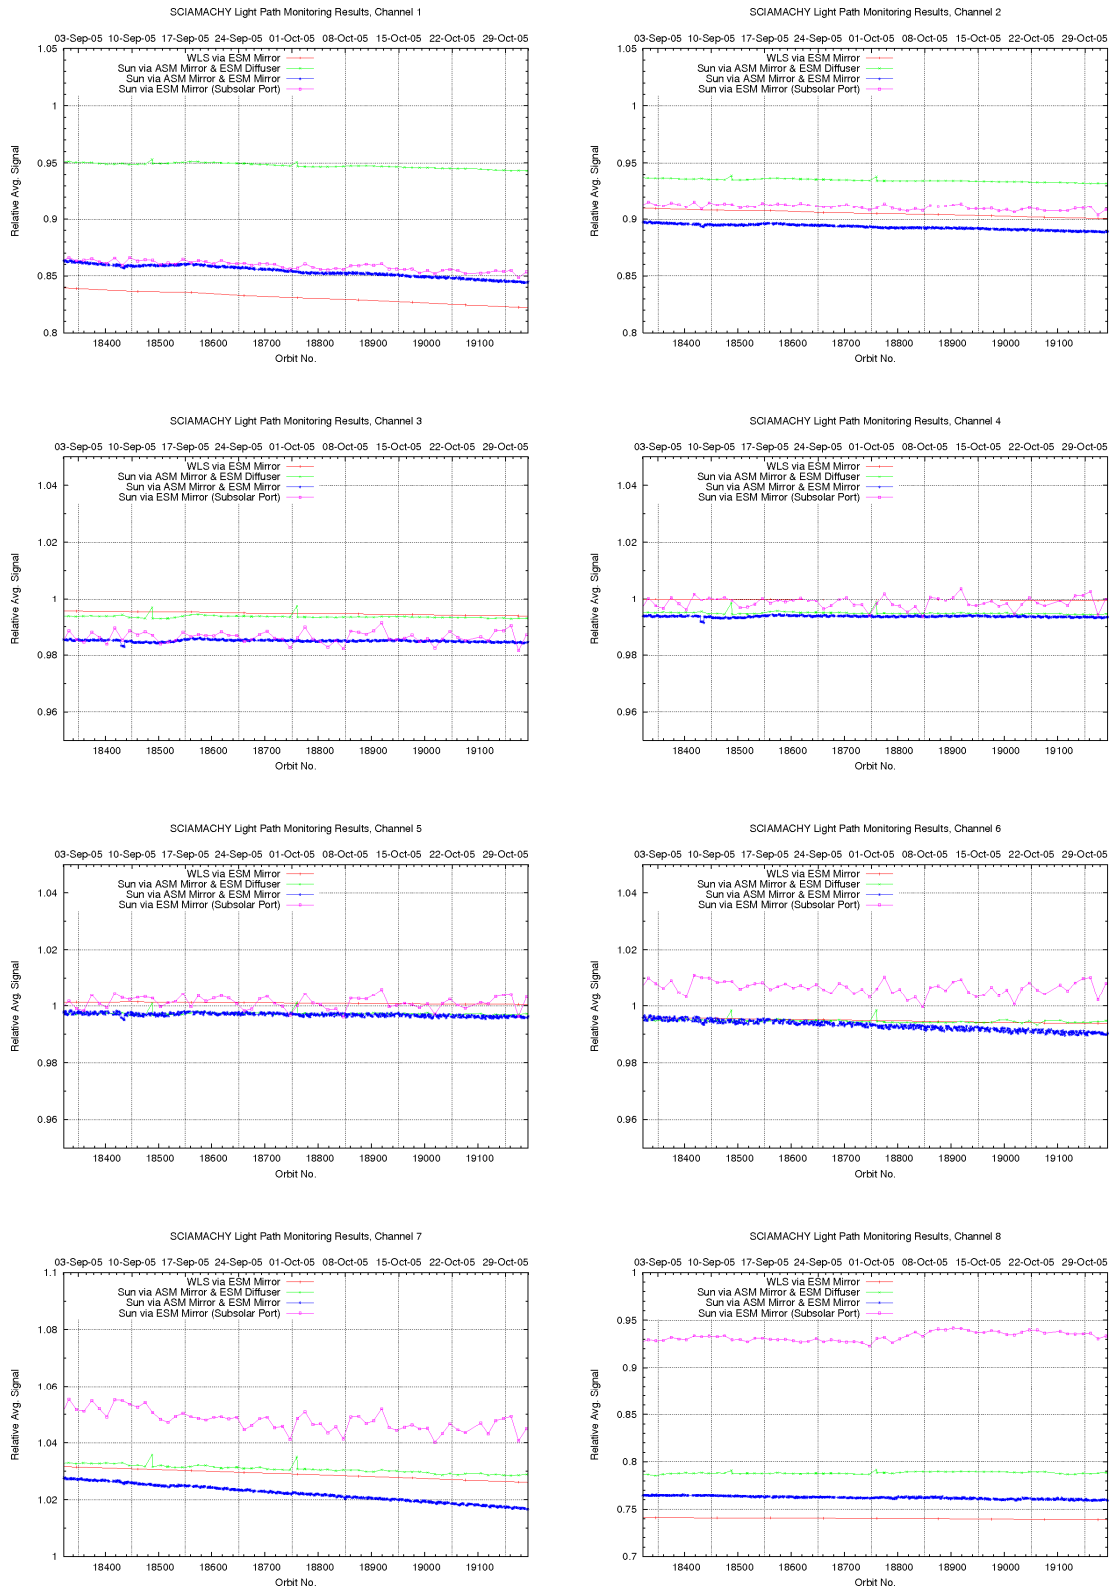 SCIAMACHY Light Path Monitoring Results, Channel 1
03-Sep-05 10-Sep-05 17-Sep-05 24-Sep-05 01-Oct-05 08-Oct-05 15-Oct-05 22-Oct-05 29-Oct-05
1.05
WLS via ESM Mirror
Sun via ASM Mirror & ESM Diffuser
Sun via ASM Mirror & ESM Mirror
Sun via ESM Mirror (Subsolar Port)
1
0.95
0.9
0.85
0.8
Relative Avg. Signal
18400 18500 18600 18700 18800 18900 19000 19100
Orbit No.
SCIAMACHY Light Path Monitoring Results, Channel 2
03-Sep-05 10-Sep-05 17-Sep-05 24-Sep-05 01-Oct-05 08-Oct-05 15-Oct-05 22-Oct-05 29-Oct-05
1.05
WLS via ESM Mirror
Sun via ASM Mirror & ESM Diffuser
Sun via ASM Mirror & ESM Mirror
Sun via ESM Mirror (Subsolar Port)
1
0.95
0.9
0.85
0.8
Relative Avg. Signal
18400 18500 18600 18700 18800 18900 19000 19100
Orbit No.
SCIAMACHY Light Path Monitoring Results, Channel 3
03-Sep-05 10-Sep-05 17-Sep-05 24-Sep-05 01-Oct-05 08-Oct-05 15-Oct-05 22-Oct-05 29-Oct-05
WLS via ESM Mirror
Sun via ASM Mirror & ESM Diffuser
Sun via ASM Mirror & ESM Mirror
Sun via ESM Mirror (Subsolar Port)
1.04
1.02
1
0.98
0.96
Relative Avg. Signal
18400 18500 18600 18700 18800 18900 19000 19100
Orbit No.
SCIAMACHY Light Path Monitoring Results, Channel 4
03-Sep-05 10-Sep-05 17-Sep-05 24-Sep-05 01-Oct-05 08-Oct-05 15-Oct-05 22-Oct-05 29-Oct-05
WLS via ESM Mirror
Sun via ASM Mirror & ESM Diffuser
Sun via ASM Mirror & ESM Mirror
Sun via ESM Mirror (Subsolar Port)
1.04
1.02
1
0.98
0.96
Relative Avg. Signal
18400 18500 18600 18700 18800 18900 19000 19100
Orbit No.
SCIAMACHY Light Path Monitoring Results, Channel 5
03-Sep-05 10-Sep-05 17-Sep-05 24-Sep-05 01-Oct-05 08-Oct-05 15-Oct-05 22-Oct-05 29-Oct-05
WLS via ESM Mirror
Sun via ASM Mirror & ESM Diffuser
Sun via ASM Mirror & ESM Mirror
Sun via ESM Mirror (Subsolar Port)
1.04
1.02
1
0.98
0.96
Relative Avg. Signal
18400 18500 18600 18700 18800 18900 19000 19100
Orbit No.
SCIAMACHY Light Path Monitoring Results, Channel 6
03-Sep-05 10-Sep-05 17-Sep-05 24-Sep-05 01-Oct-05 08-Oct-05 15-Oct-05 22-Oct-05 29-Oct-05
WLS via ESM Mirror
Sun via ASM Mirror & ESM Diffuser
Sun via ASM Mirror & ESM Mirror
Sun via ESM Mirror (Subsolar Port)
1.04
1.02
1
0.98
0.96
Relative Avg. Signal
18400 18500 18600 18700 18800 18900 19000 19100
Orbit No.
SCIAMACHY Light Path Monitoring Results, Channel 7
03-Sep-05 10-Sep-05 17-Sep-05 24-Sep-05 01-Oct-05 08-Oct-05 15-Oct-05 22-Oct-05 29-Oct-05
1.1
WLS via ESM Mirror
Sun via ASM Mirror & ESM Diffuser
Sun via ASM Mirror & ESM Mirror
Sun via ESM Mirror (Subsolar Port)
1.08
1.06
1.04
1.02
1
Relative Avg. Signal
18400 18500 18600 18700 18800 18900 19000 19100
Orbit No.
SCIAMACHY Light Path Monitoring Results, Channel 8
03-Sep-05 10-Sep-05 17-Sep-05 24-Sep-05 01-Oct-05 08-Oct-05 15-Oct-05 22-Oct-05 29-Oct-05
1
WLS via ESM Mirror
Sun via ASM Mirror & ESM Diffuser
Sun via ASM Mirror & ESM Mirror
Sun via ESM Mirror (Subsolar Port)
0.95
0.9
0.85
0.8
0.75
0.7
Relative Avg. Signal
18400 18500 18600 18700 18800 18900 19000 19100
Orbit No.